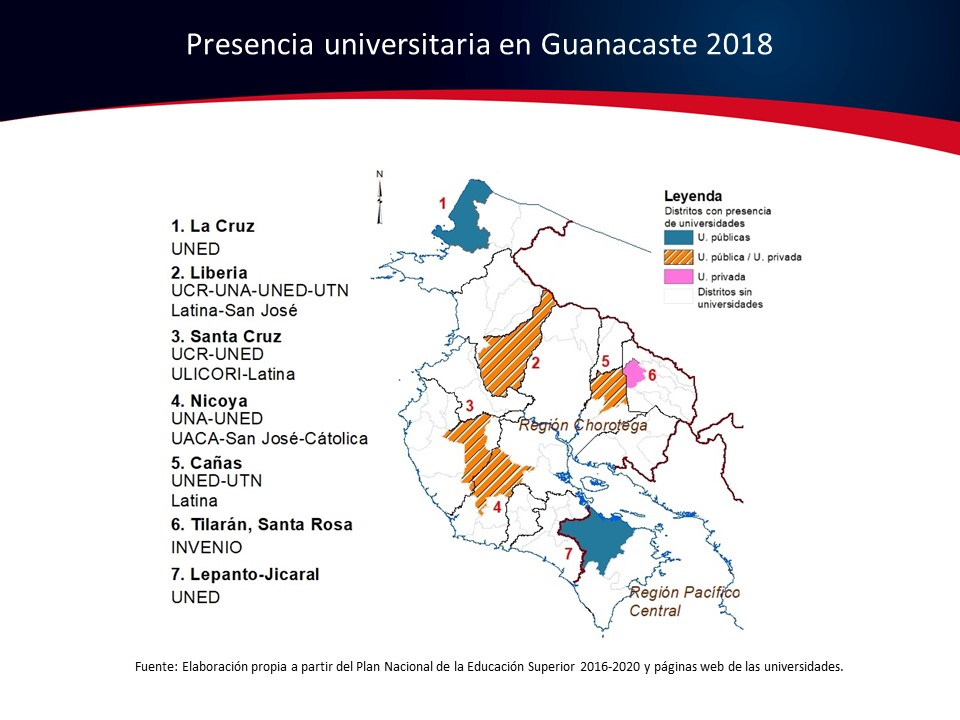 Presencia universitaria en Guanacaste 2018
N
1. La Cruz
UNED
2. Liberia
UCR-UNA-UNED-UTN
Latina-San José
3. Santa Cruz
UCR-UNED
ULICORI-Latina
4. Nicoya
UNA-UNED
UACA-San José-Cátolica
5. Cañas
UNED-UTN
Latina
6. Tilarán, Santa Rosa
INVENIO
7. Lepanto-Jicaral
UNED
1
2
3
4
5
6
7
Región Chorotega
Región Pacífico
Central
Leyenda
Distritos con presencia
de universidades
U. públicas
U. pública / U. privada
U. privada
Distritos sin
universidades
Fuente: Elaboración propia a partir del Plan Nacional de la Educación Superior 2016-2020 y páginas web de las universidades.